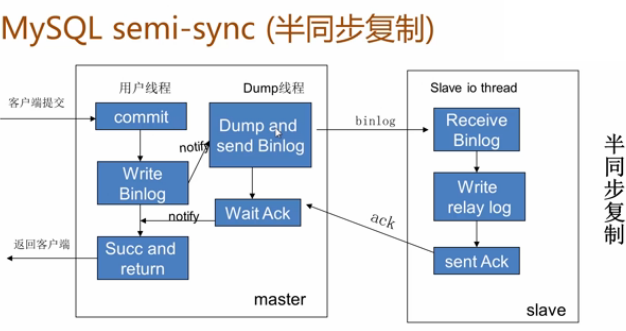 MySQL semi-sync (半同步复制)
用户线程
Dump线程
Slave io thread
客户端提交
commit
Dump and
send Binlog
binlog
Receive
Binlog
notify
Write
Binlog
Write
relay log
notify
Wait Ack
ack
返回客户端
Succ and
return
sent Ack
master
slave
半同步复制